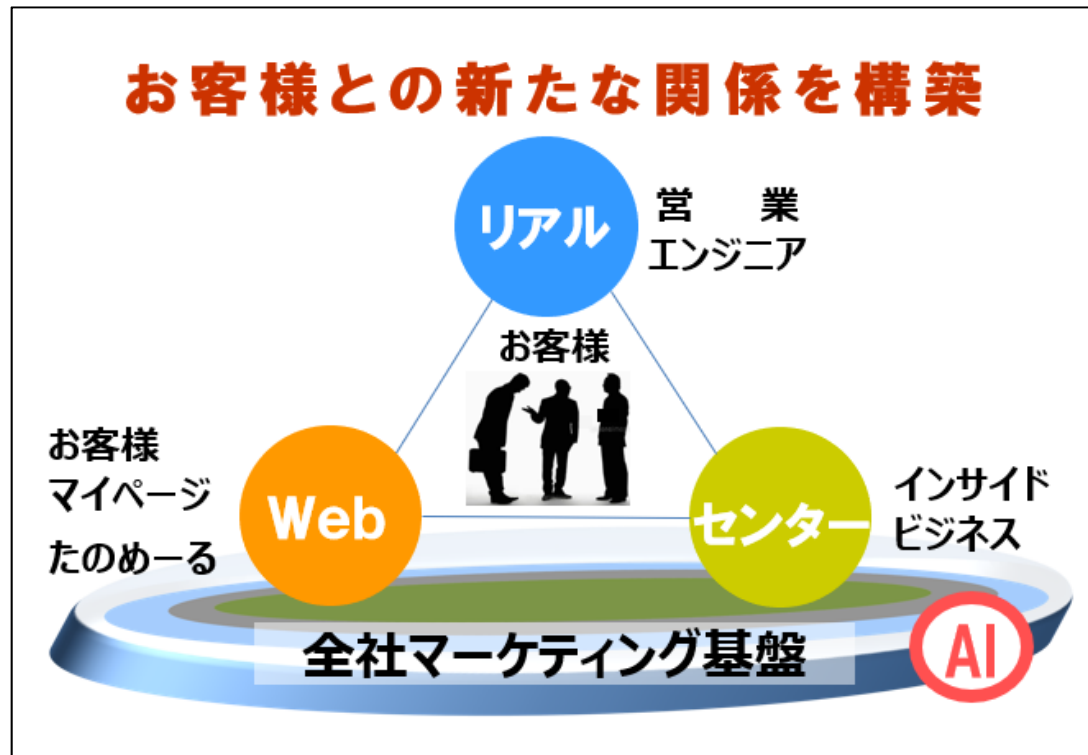 お客様との新たな関係を構築
リアル
営業
エンジニア
お客様
お客様
マイページ
たのめーる
Web
センター
インサイド
ビジネス
全社マーケティング基盤
AI